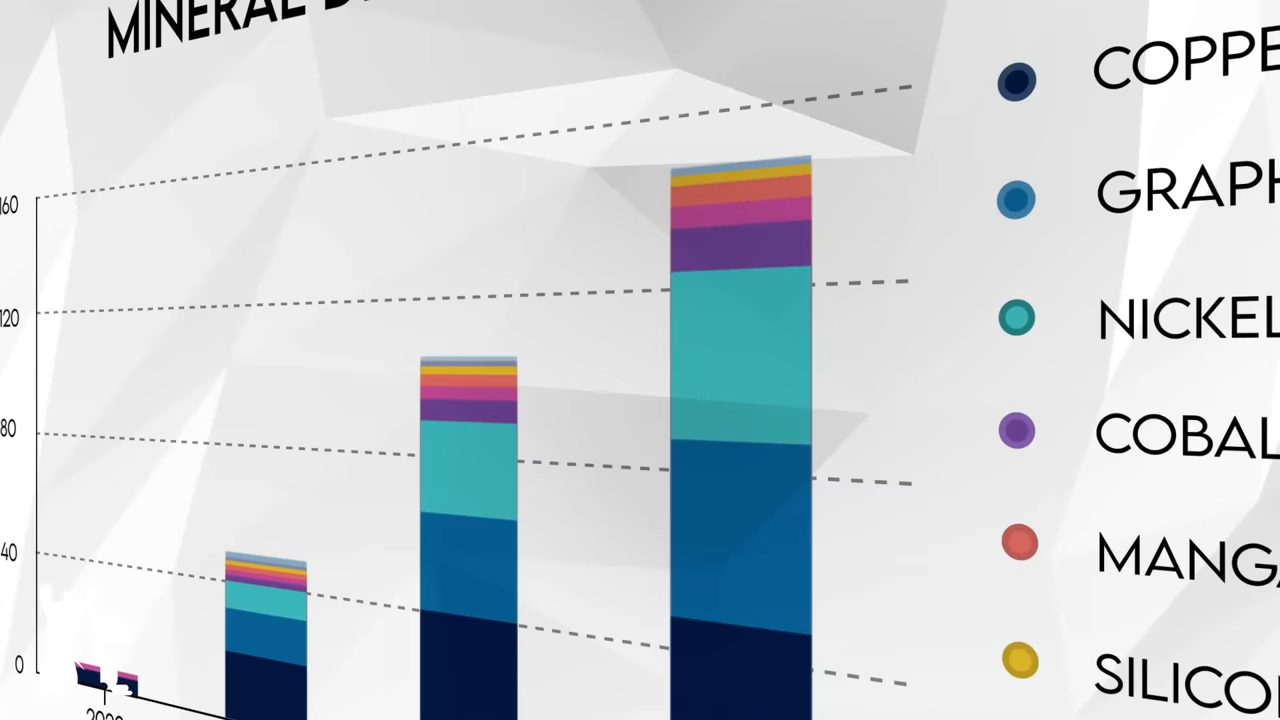 MINERAL
COPPE
GRAPH
NICKEL
COBAL
MANGA
SILICO
160
120
80
40
0